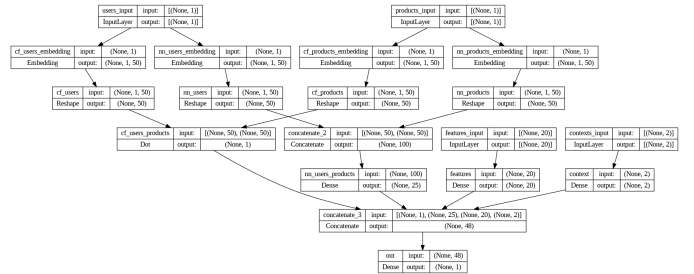 users_input input: [(None, 1)]
InputLayer output: [(None, 1)]
products_input input: [(None, 1)]
InputLayer output: [(None, 1)]
cf_users_embedding input: (None, 1)
Embedding output: (None, 1, 50)
nn_users_embedding input: (None, 1)
Embedding output: (None, 1, 50)
cf_products_embedding input: (None, 1)
Embedding output: (None, 1, 50)
nn_products_embedding input: (None, 1)
Embedding output: (None, 1, 50)
cf_users input: (None, 1, 50)
Reshape output: (None, 50)
nn_users input: (None, 1, 50)
Reshape output: (None, 50)
cf_products input: (None, 1, 50)
Reshape output: (None, 50)
nn_products input: (None, 1, 50)
Reshape output: (None, 50)
cf_users_products input: [(None, 50), (None, 50)]
Dot output: (None, 1)
concatenate_2 input: [(None, 50), (None, 50)]
Concatenate output: (None, 100)
features_input input: [(None, 20)]
InputLayer output: [(None, 20)]
contexts_input input: [(None, 2)]
InputLayer output: [(None, 2)]
nn_users_products input: (None, 100)
Dense output: (None, 25)
features input: (None, 20)
Dense output: (None, 20)
context input: (None, 2)
Dense output: (None, 2)
concatenate_3 input: [(None, 1), (None, 25), (None, 20), (None, 2)]
Concatenate output: (None, 48)
out input: (None, 48)
Dense output: (None, 1)